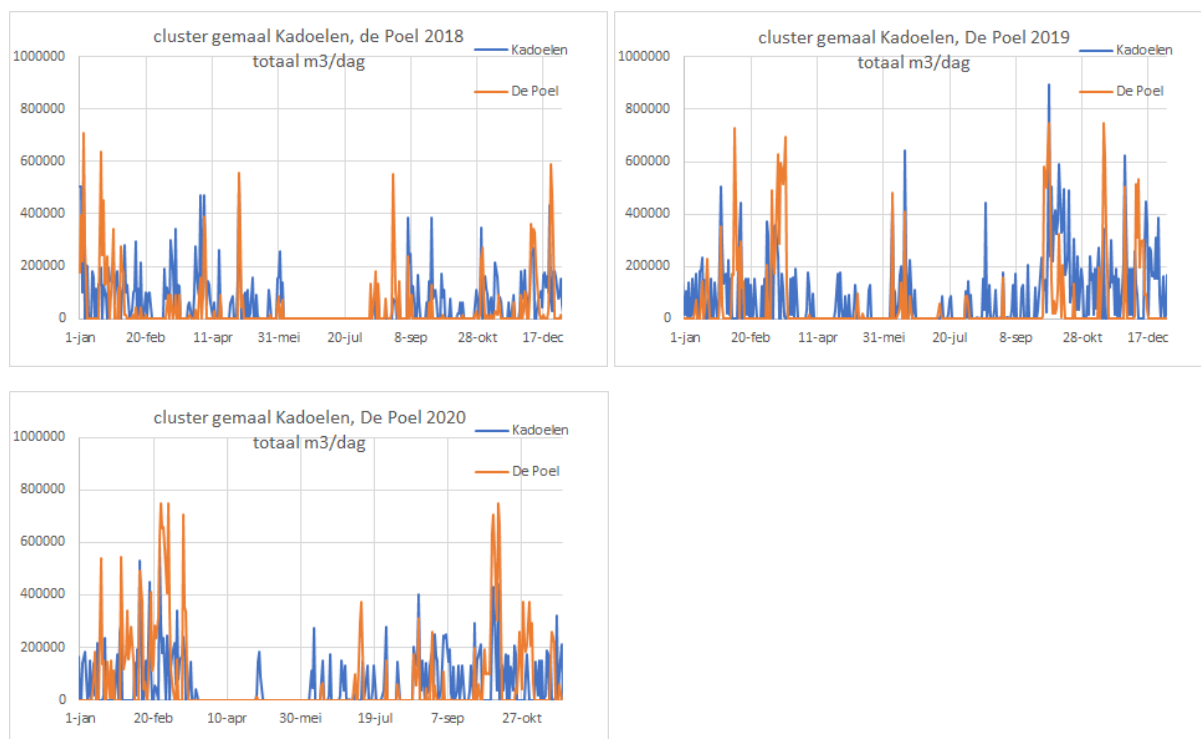 cluster gemaal Kadoelen, de Poel 2018
totaal m3/dag
Kadoelen
De Poel
1000000
800000
600000
400000
200000
0
1-jan 20-feb 11-apr 31-mei 20-jul 8-sep 28-okt 17-dec
cluster gemaal Kadoelen, De Poel 2019
totaal m3/dag
Kadoelen
De Poel
1000000
800000
600000
400000
200000
0
1-jan 20-feb 11-apr 31-mei 20-jul 8-sep 28-okt 17-dec
cluster gemaal Kadoelen, De Poel 2020
totaal m3/dag
Kadoelen
De Poel
1000000
800000
600000
400000
200000
0
1-jan 20-feb 10-apr 30-mei 19-jul 7-sep 27-okt